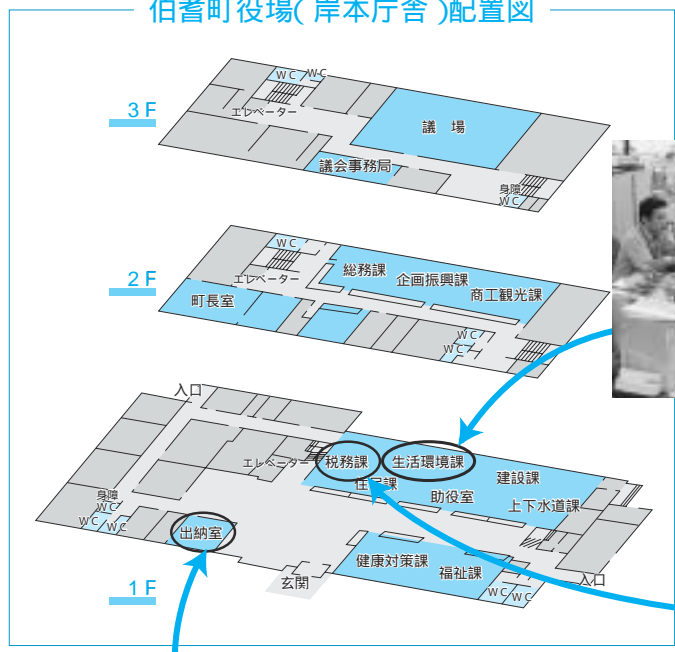 伯耆町役場(岸本庁舎)配置図
WC WC
エレベーター
3F
議 場
議会事務局
身障
WC
WC
エレベーター
2F
総務課
企画振興課
商工観光課
町長室
WC
WC
入口
エレベーター
税務課
生活環境課
住民課
建設課
助役室
上下水道課
身障
WC
WC WC
出納室
健康対策課
福祉課
玄関
WC WC
入口
1F